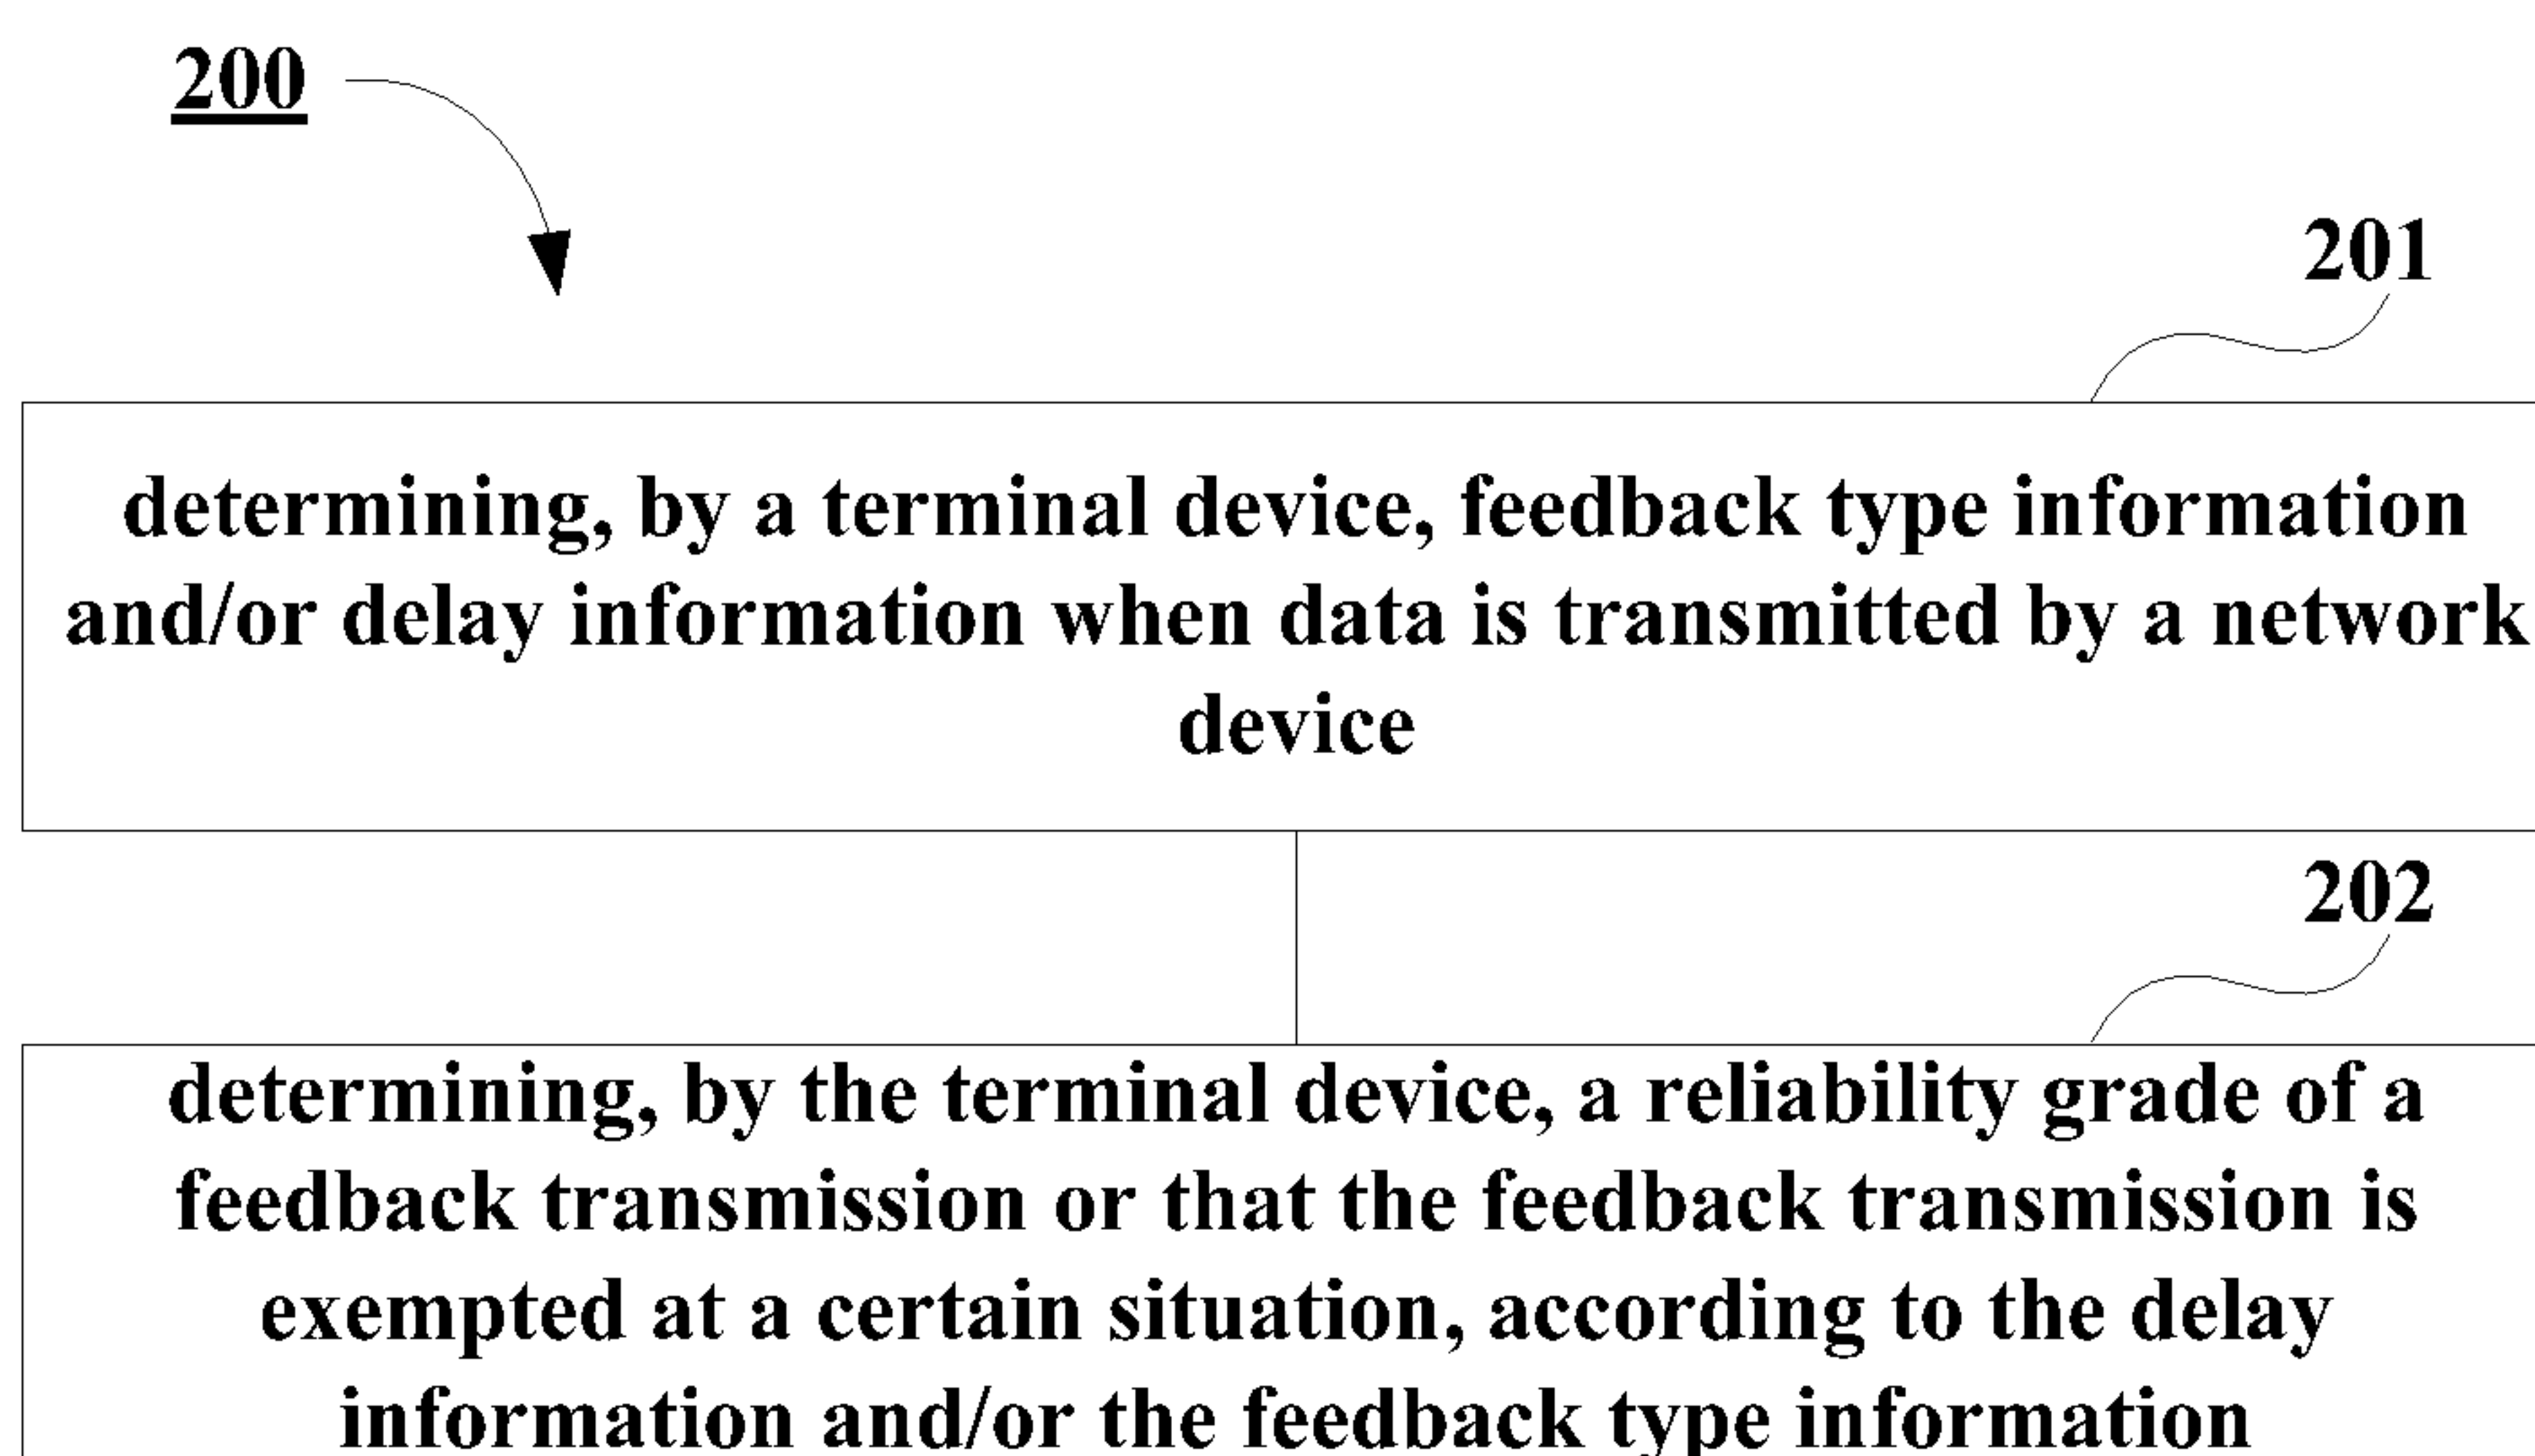 200
201
determining, by a terminal device, feedback type information
and/or delay information when data is transmitted by a network
device
202
determining, by the terminal device, a reliability grade of a
feedback transmission or that the feedback transmission is
exempted at a certain situation, according to the delay
information and/or the feedback type information